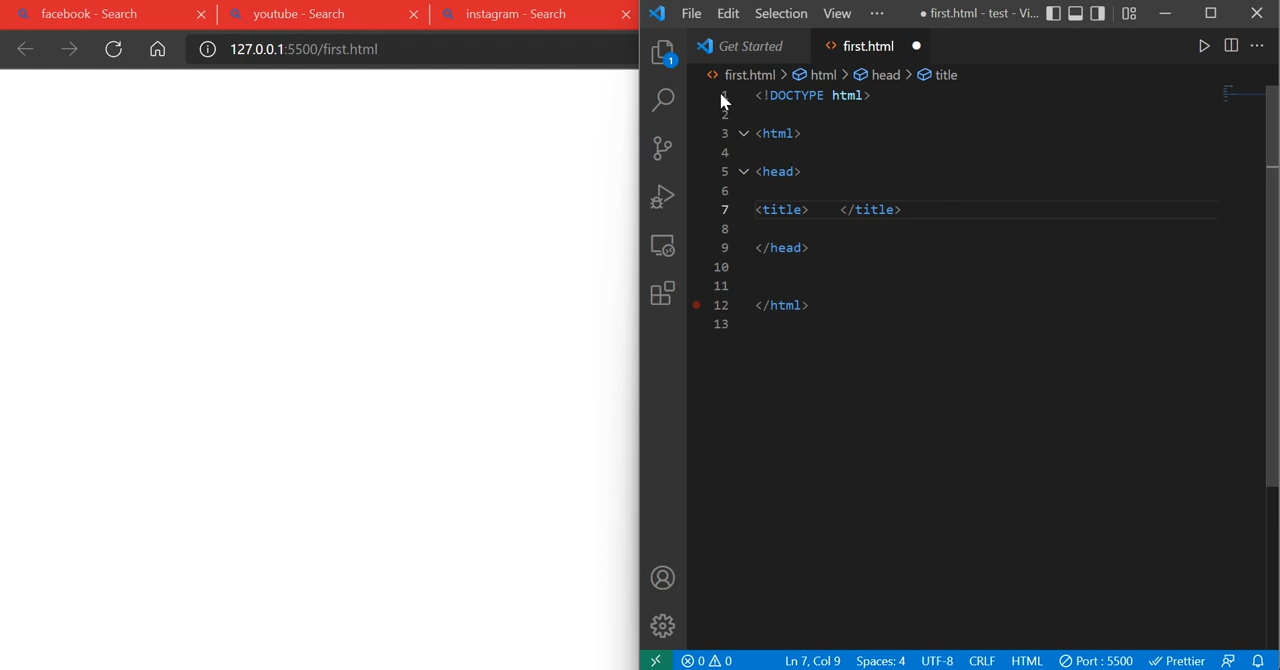 facebook - Search
youtube - Search
instagram - Search
127.0.0.1:5500/first.html
File Edit Selection View ··· ● first.html - test - Vi...
1
Get Started
<> first.html ●
<> first.html > html > head > title
1 <!DOCTYPE html>
2
3 <html>
4
5 <head>
6
7 <title>    </title>
8
9 </head>
10
11
12 </html>
13
0 0 Ln 7, Col 9 Spaces: 4 UTF-8 CRLF HTML Port : 5500 Prettier